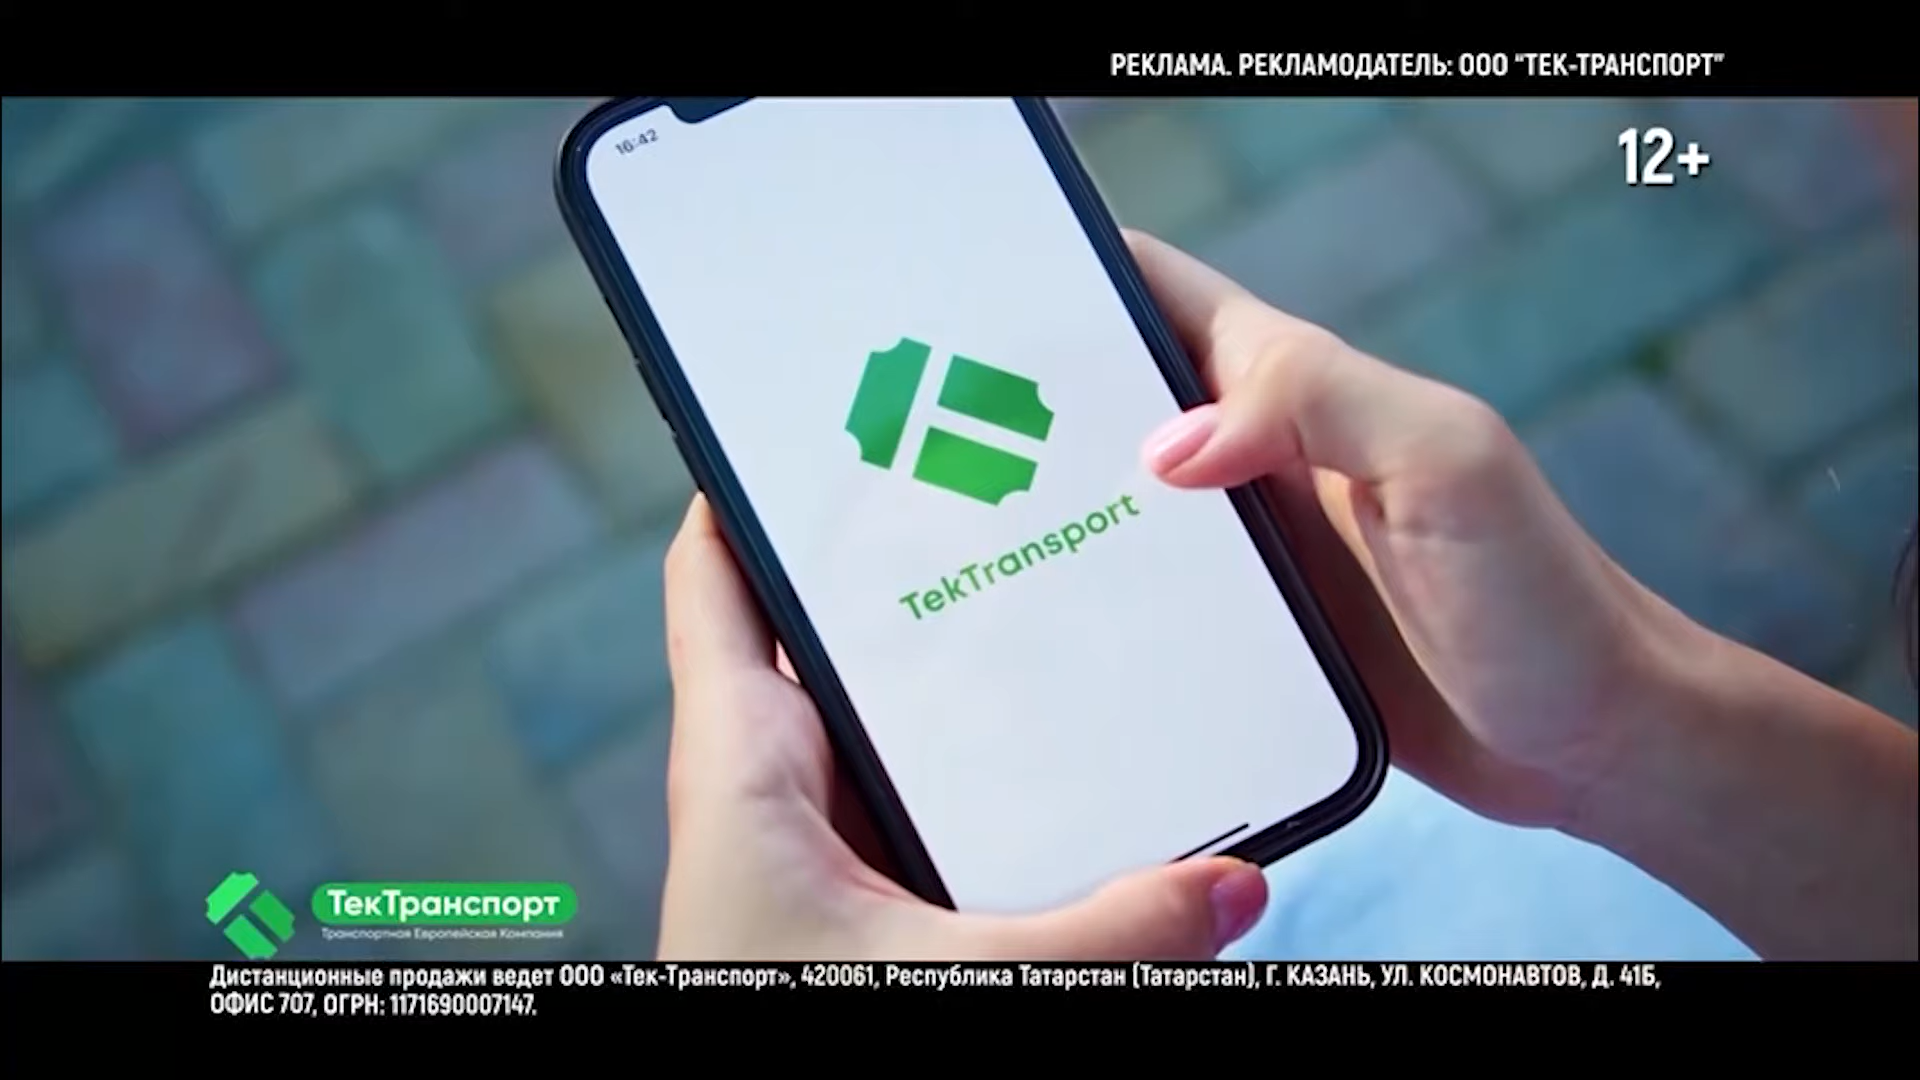 РЕКЛАМА. РЕКЛАМОДАТЕЛЬ: ООО "ТЕК-ТРАНСПОРТ"
12+
16:42
TekTransport
ТекТранспорт
Транспортная Европейская Компания
Дистанционные продажи ведет ООО «Тек-Транспорт», 420061, Республика Татарстан (Татарстан), Г. КАЗАНЬ, УЛ. КОСМОНАВТОВ, Д. 41Б,
ОФИС 707, ОГРН: 1171690007147.